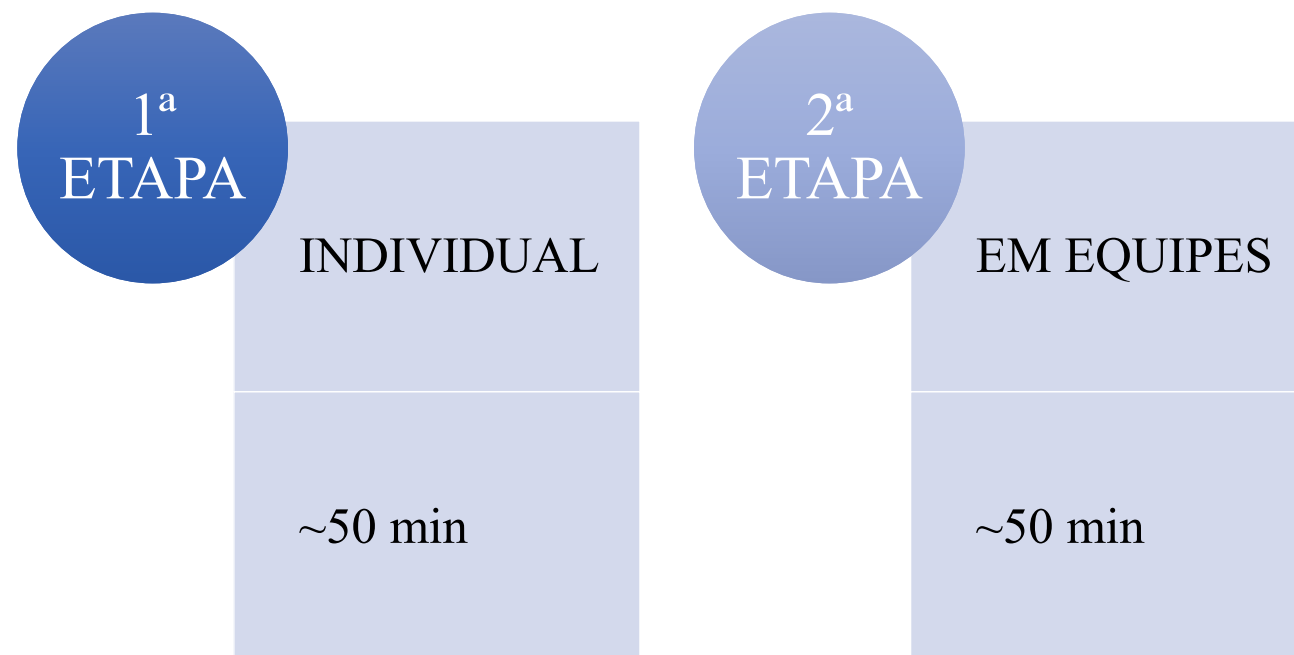 1ª
ETAPA
INDIVIDUAL
~50 min
2ª
ETAPA
EM EQUIPES
~50 min